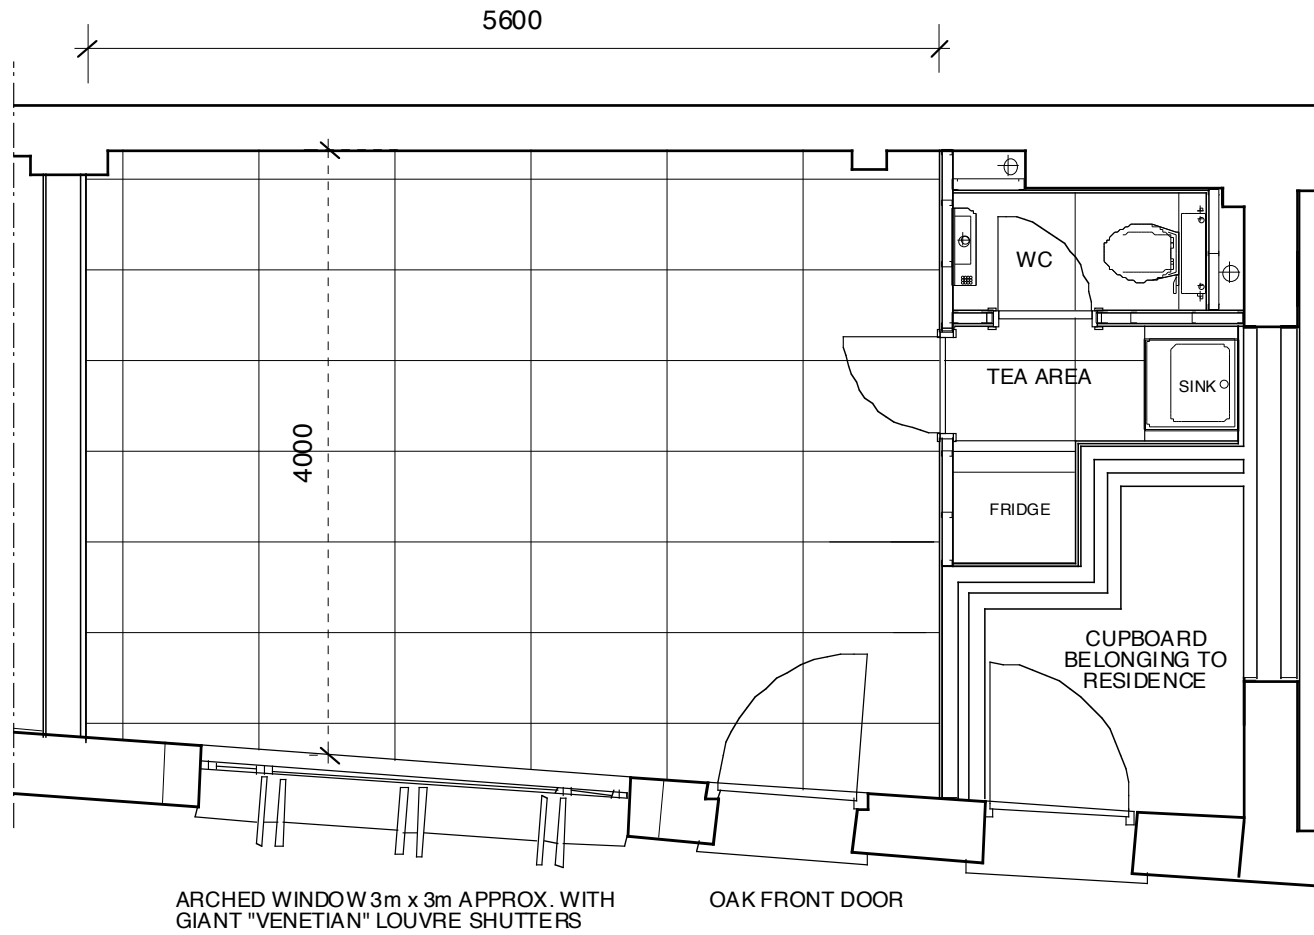 5600
WC
TEA AREA
SINK
4000
FRIDGE
CUPBOARD
BELONGING TO
RESIDENCE
ARCHED WINDOW 3m x 3m APPROX. WITH
GIANT "VENETIAN" LOUVRE SHUTTERS
OAK FRONT DOOR